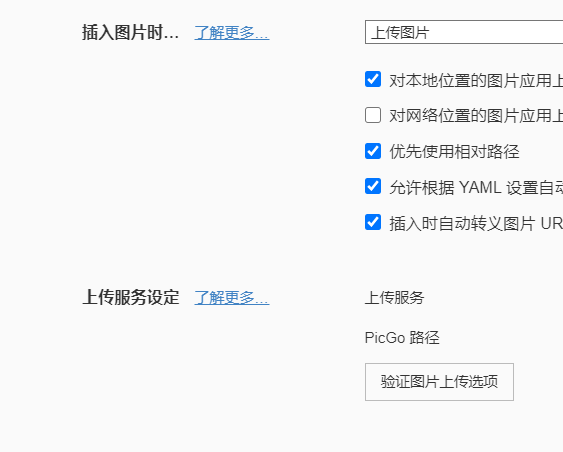 插入图片时... 了解更多... 上传图片
对本地位置的图片应用
对网络位置的图片应用
优先使用相对路径
允许根据 YAML 设置自
插入时自动转义图片 UR
上传服务设定 了解更多... 上传服务
PicGo 路径
验证图片上传选项